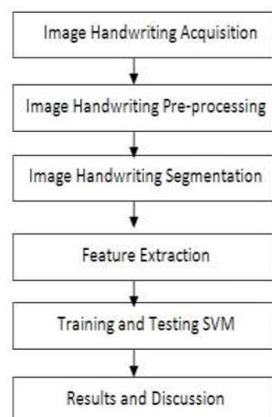 Image Handwriting Acquisition
Image Handwriting Pre-processing
Image Handwriting Segmentation
Feature Extraction
Training and Testing SVM
Results and Discussion